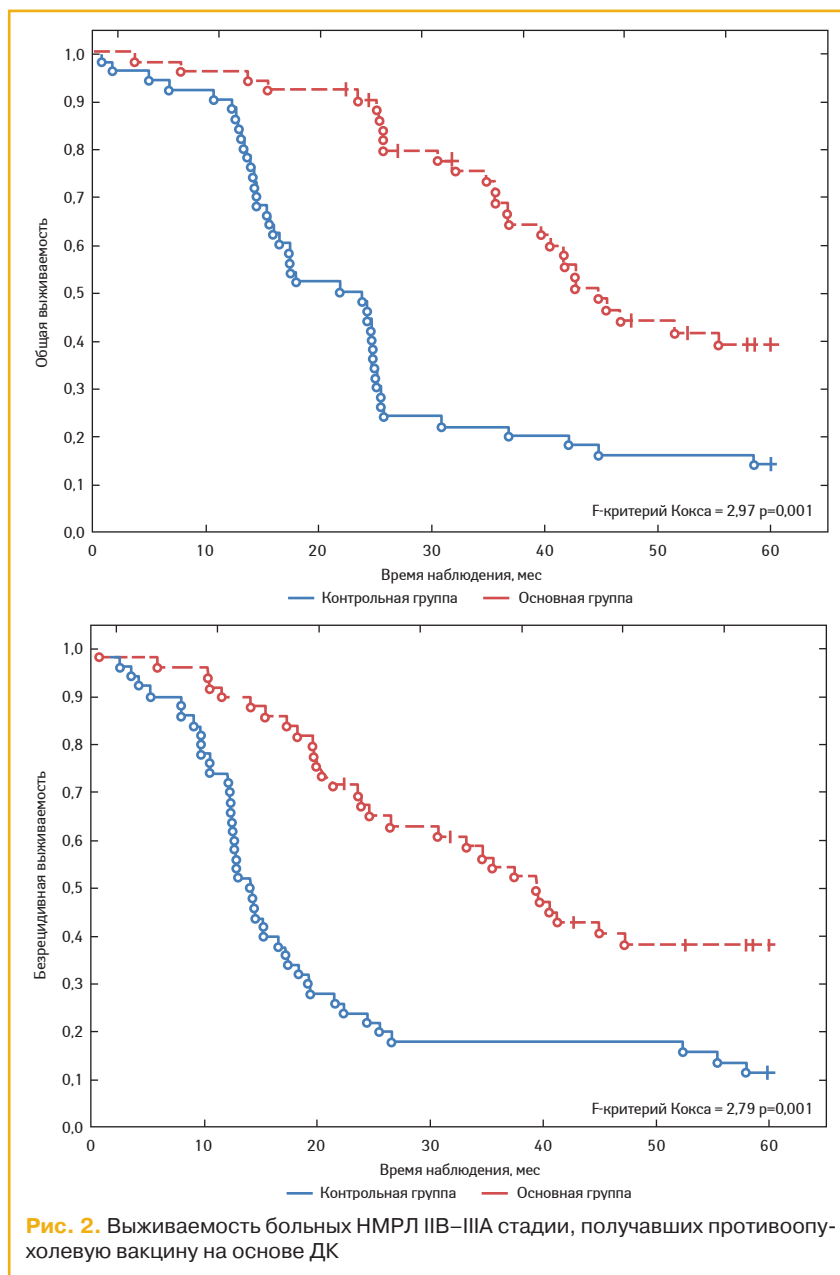 1,0
0,9
0,8
0,7
0,6
0,5
0,4
0,3
0,2
0,1
0,0
Общая выживаемость
F-критерий Кокса = 2,97 p=0,001
0 10 20 30 40 50 60
Время наблюдения, мес
Контрольная группа Основная группа
1,0
0,9
0,8
0,7
0,6
0,5
0,4
0,3
0,2
0,1
0,0
Безрецидивная выживаемость
F-критерий Кокса = 2,79 p=0,001
0 10 20 30 40 50 60
Время наблюдения, мес
Контрольная группа Основная группа
Рис. 2. Выживаемость больных НМРЛ IIB–IIIA стадии, получавших противоопу-
холевую вакцину на основе ДК